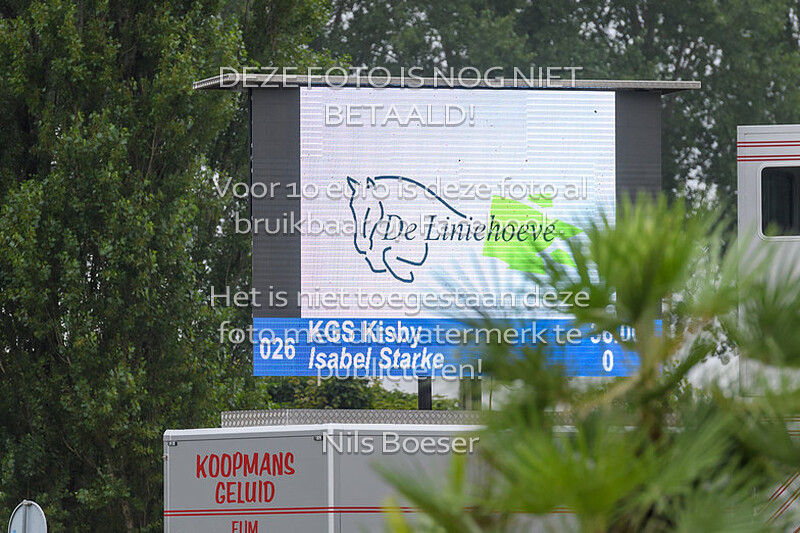 DEZE FOTO IS NOG NIET
BETAALD!
Voor 10 euro is deze foto al
bruikbaar
De Liniehoeve
Het is niet toegestaan deze
foto met watermerk te
publiceren!
026
KGS Kisby
Isabel Starke
0
Nils Boeser
KOOPMANS
GELUID